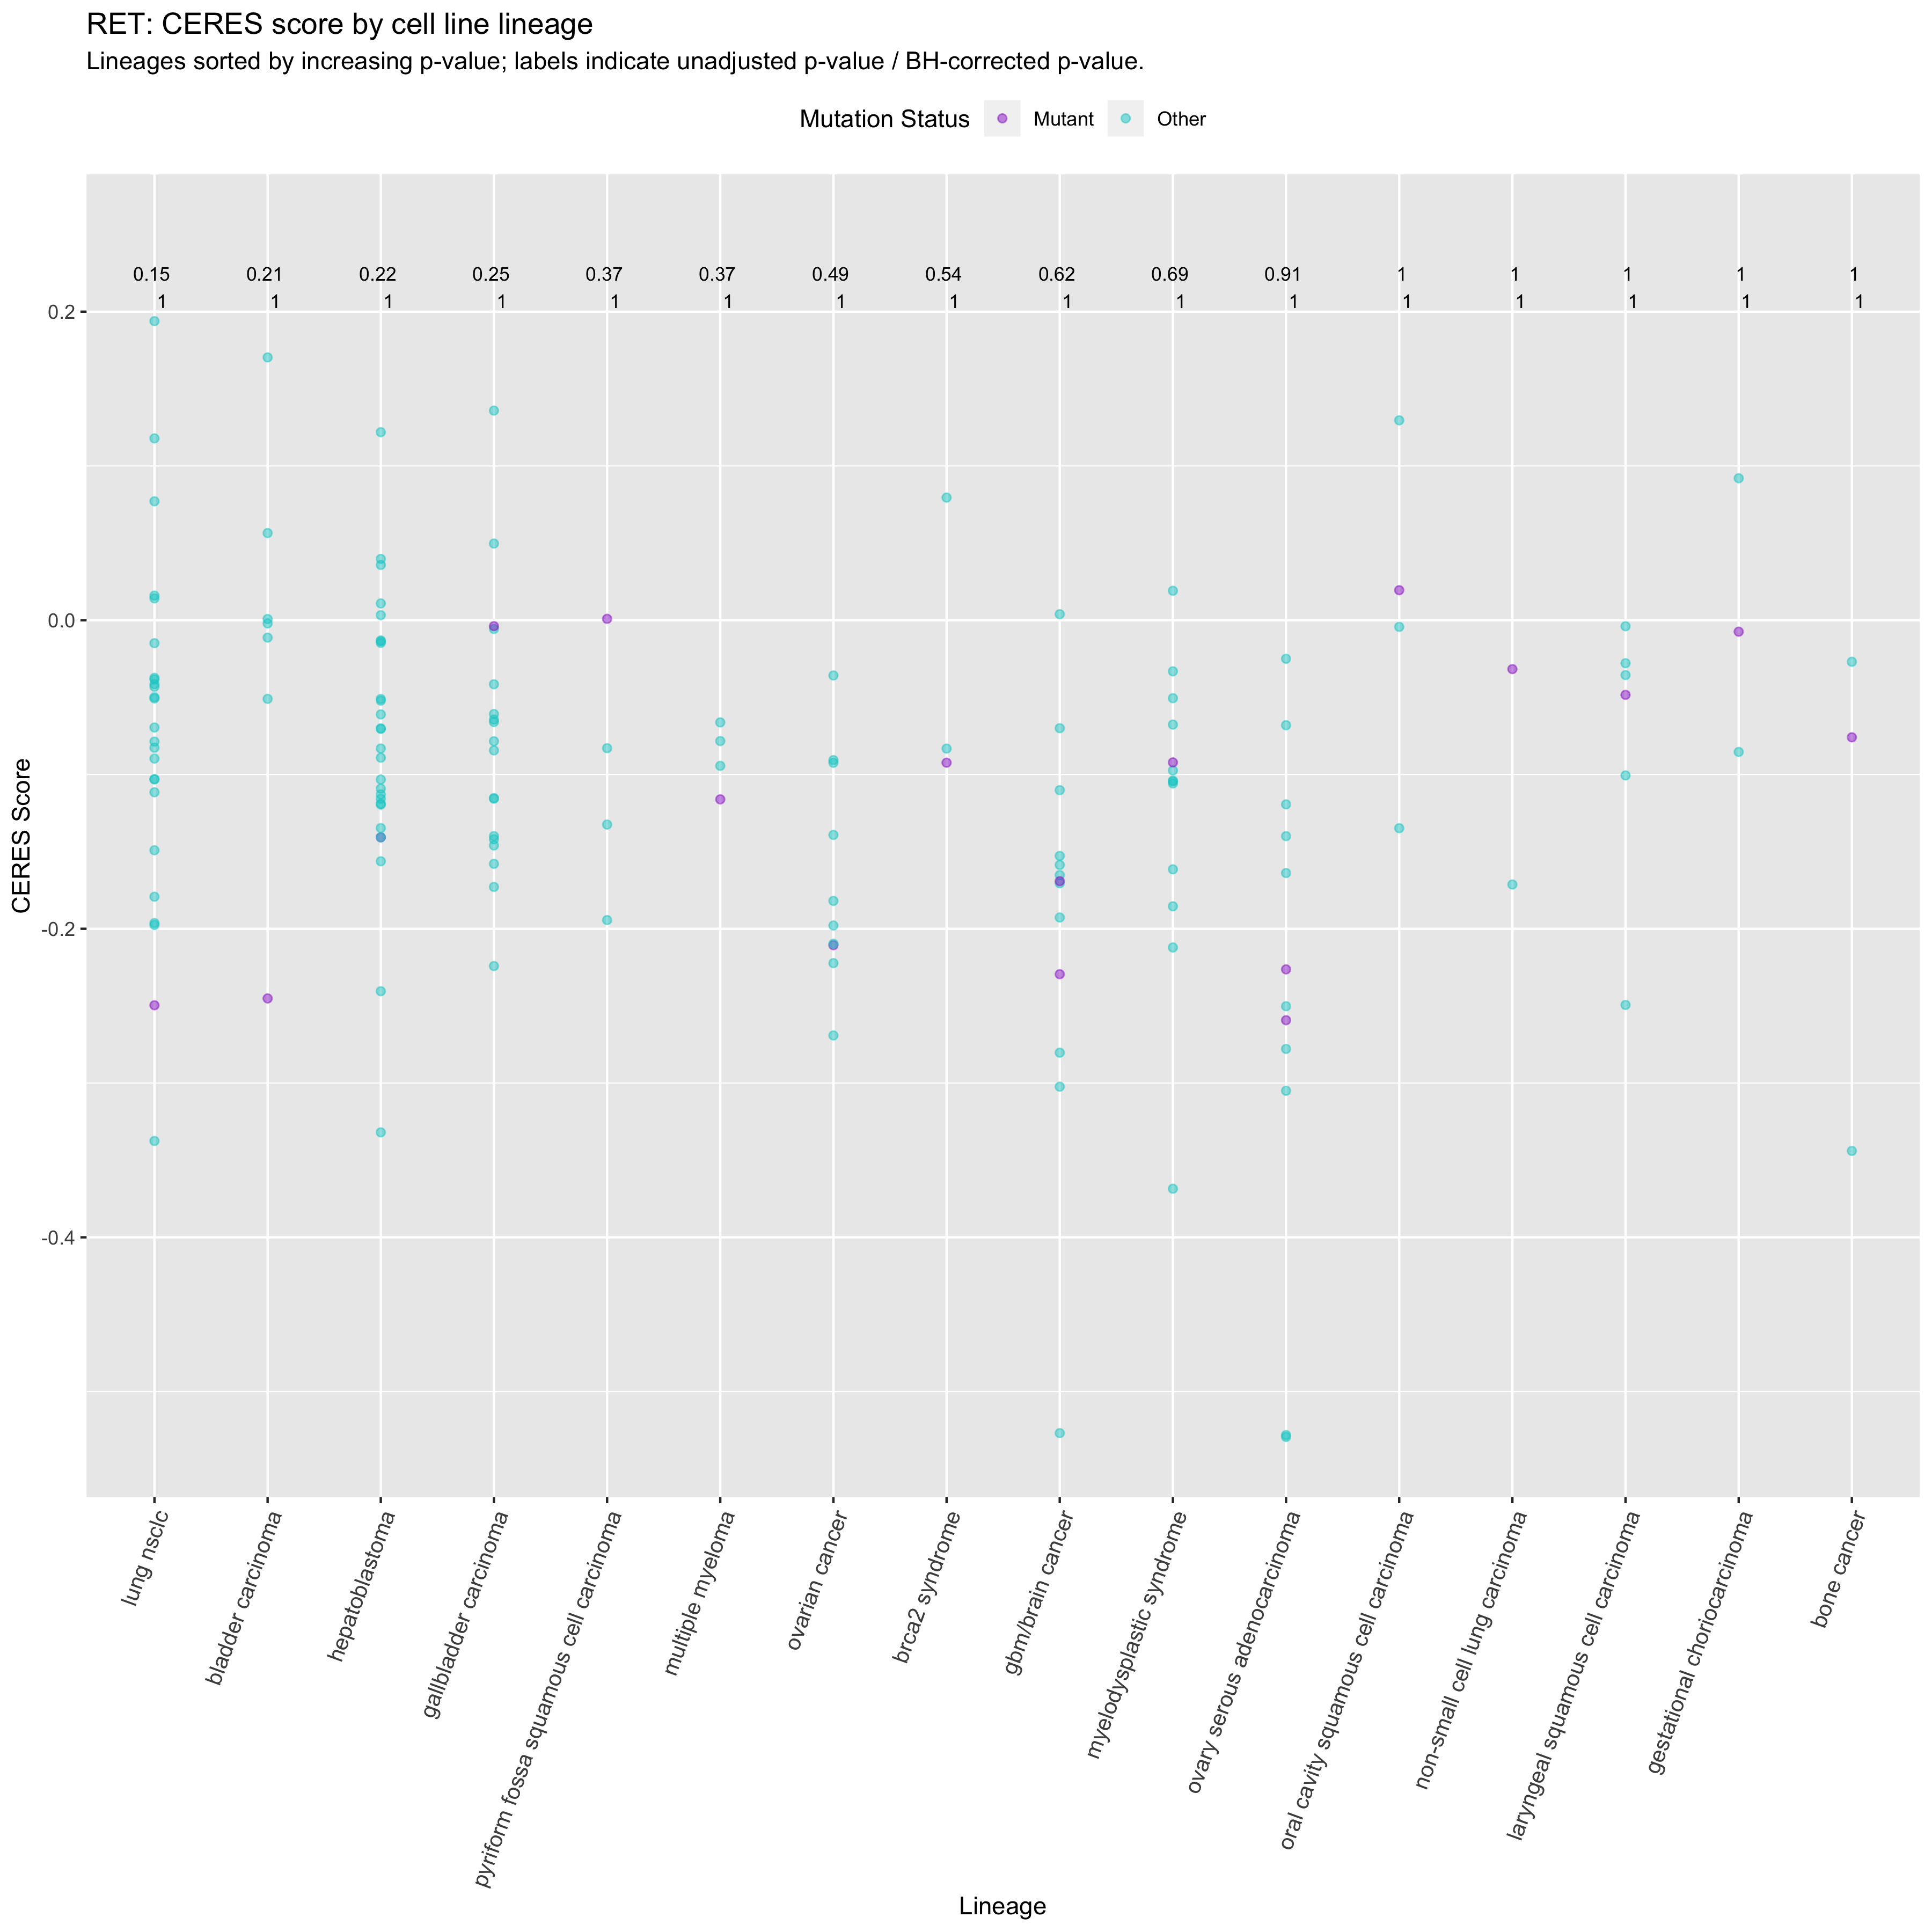 RET: CERES score by cell line lineage
Lineages sorted by increasing p-value; labels indicate unadjusted p-value / BH-corrected p-value.
Mutation Status Mutant Other
0.15 0.21 0.22 0.25 0.37 0.37 0.49 0.54 0.62 0.69 0.91 1 1 1 1 1
1 1 1 1 1 1 1 1 1 1 1 1 1 1 1 1
0.2
0.0
-0.2
-0.4
CERES Score
lung nsclc
bladder carcinoma
hepatoblastoma
gallbladder carcinoma
pyriform fossa squamous cell carcinoma
multiple myeloma
ovarian cancer
brca2 syndrome
gbm/brain cancer
myelodysplastic syndrome
ovary serous adenocarcinoma
oral cavity squamous cell carcinoma
non-small cell lung carcinoma
laryngeal squamous cell carcinoma
gestational choriocarcinoma
bone cancer
Lineage